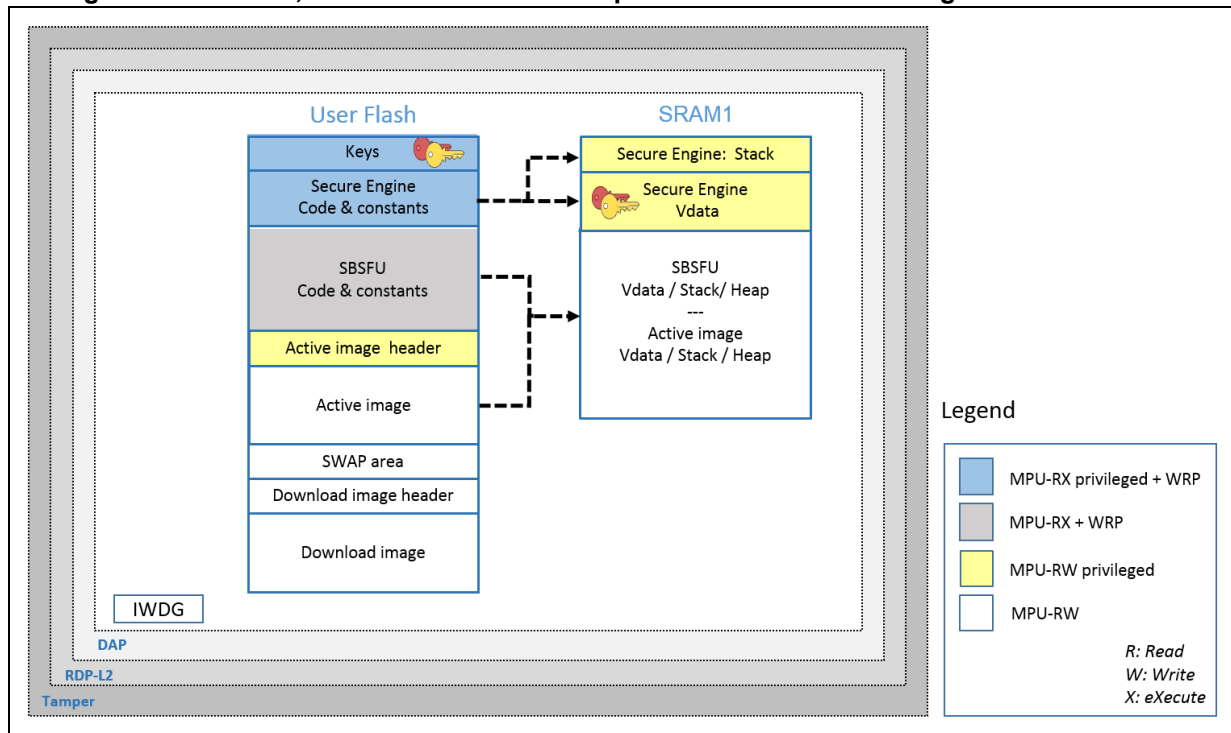 User Flash
Keys
Secure Engine
Code & constants
SBSFU
Code & constants
Active image header
Active image
SWAP area
Download image header
Download image
SRAM1
Secure Engine: Stack
Secure Engine
Vdata
SBSFU
Vdata / Stack/ Heap
---
Active image
Vdata / Stack / Heap
IWDG
DAP
RDP-L2
Tamper
Legend
MPU-RX privileged + WRP
MPU-RX + WRP
MPU-RW privileged
MPU-RW
R: Read
W: Write
X: eXecute